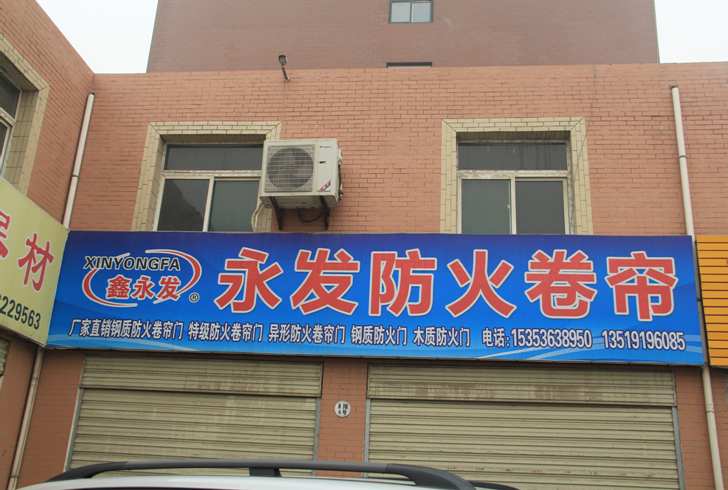 XINYONGFA
鑫永发
®
永发防火卷帘
厂家直销钢质防火卷帘门 特级防火卷帘门 异形防火卷帘门 钢质防火门 木质防火门 电话:15353638950 13519196085
材
229563